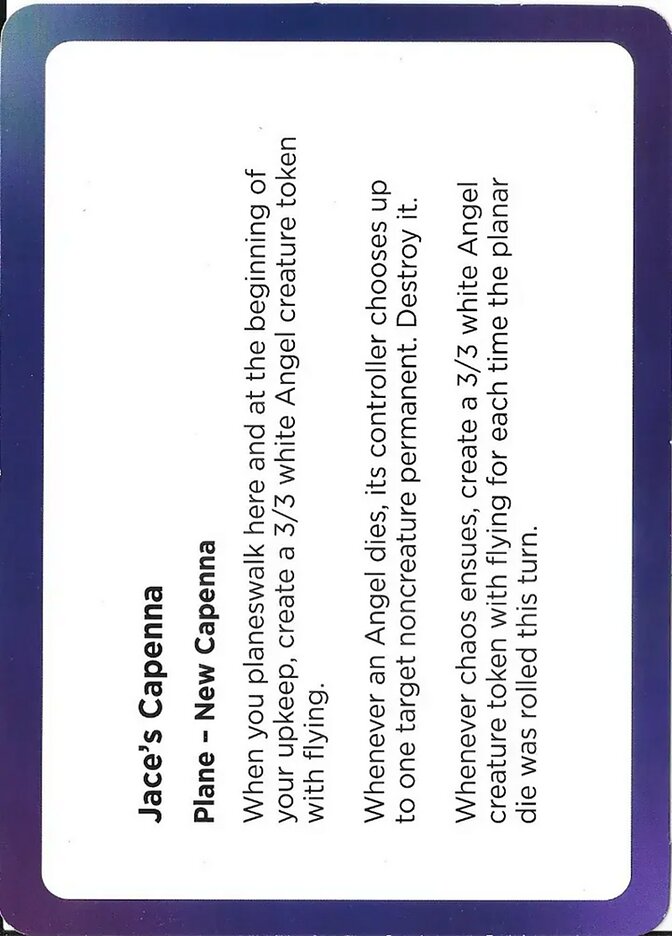 Jace's Capenna
Plane – New Capenna
When you planeswalk here and at the beginning of
your upkeep, create a 3/3 white Angel creature token
with flying.
Whenever an Angel dies, its controller chooses up
to one target noncreature permanent. Destroy it.
Whenever chaos ensues, create a 3/3 white Angel
creature token with flying for each time the planar
die was rolled this turn.